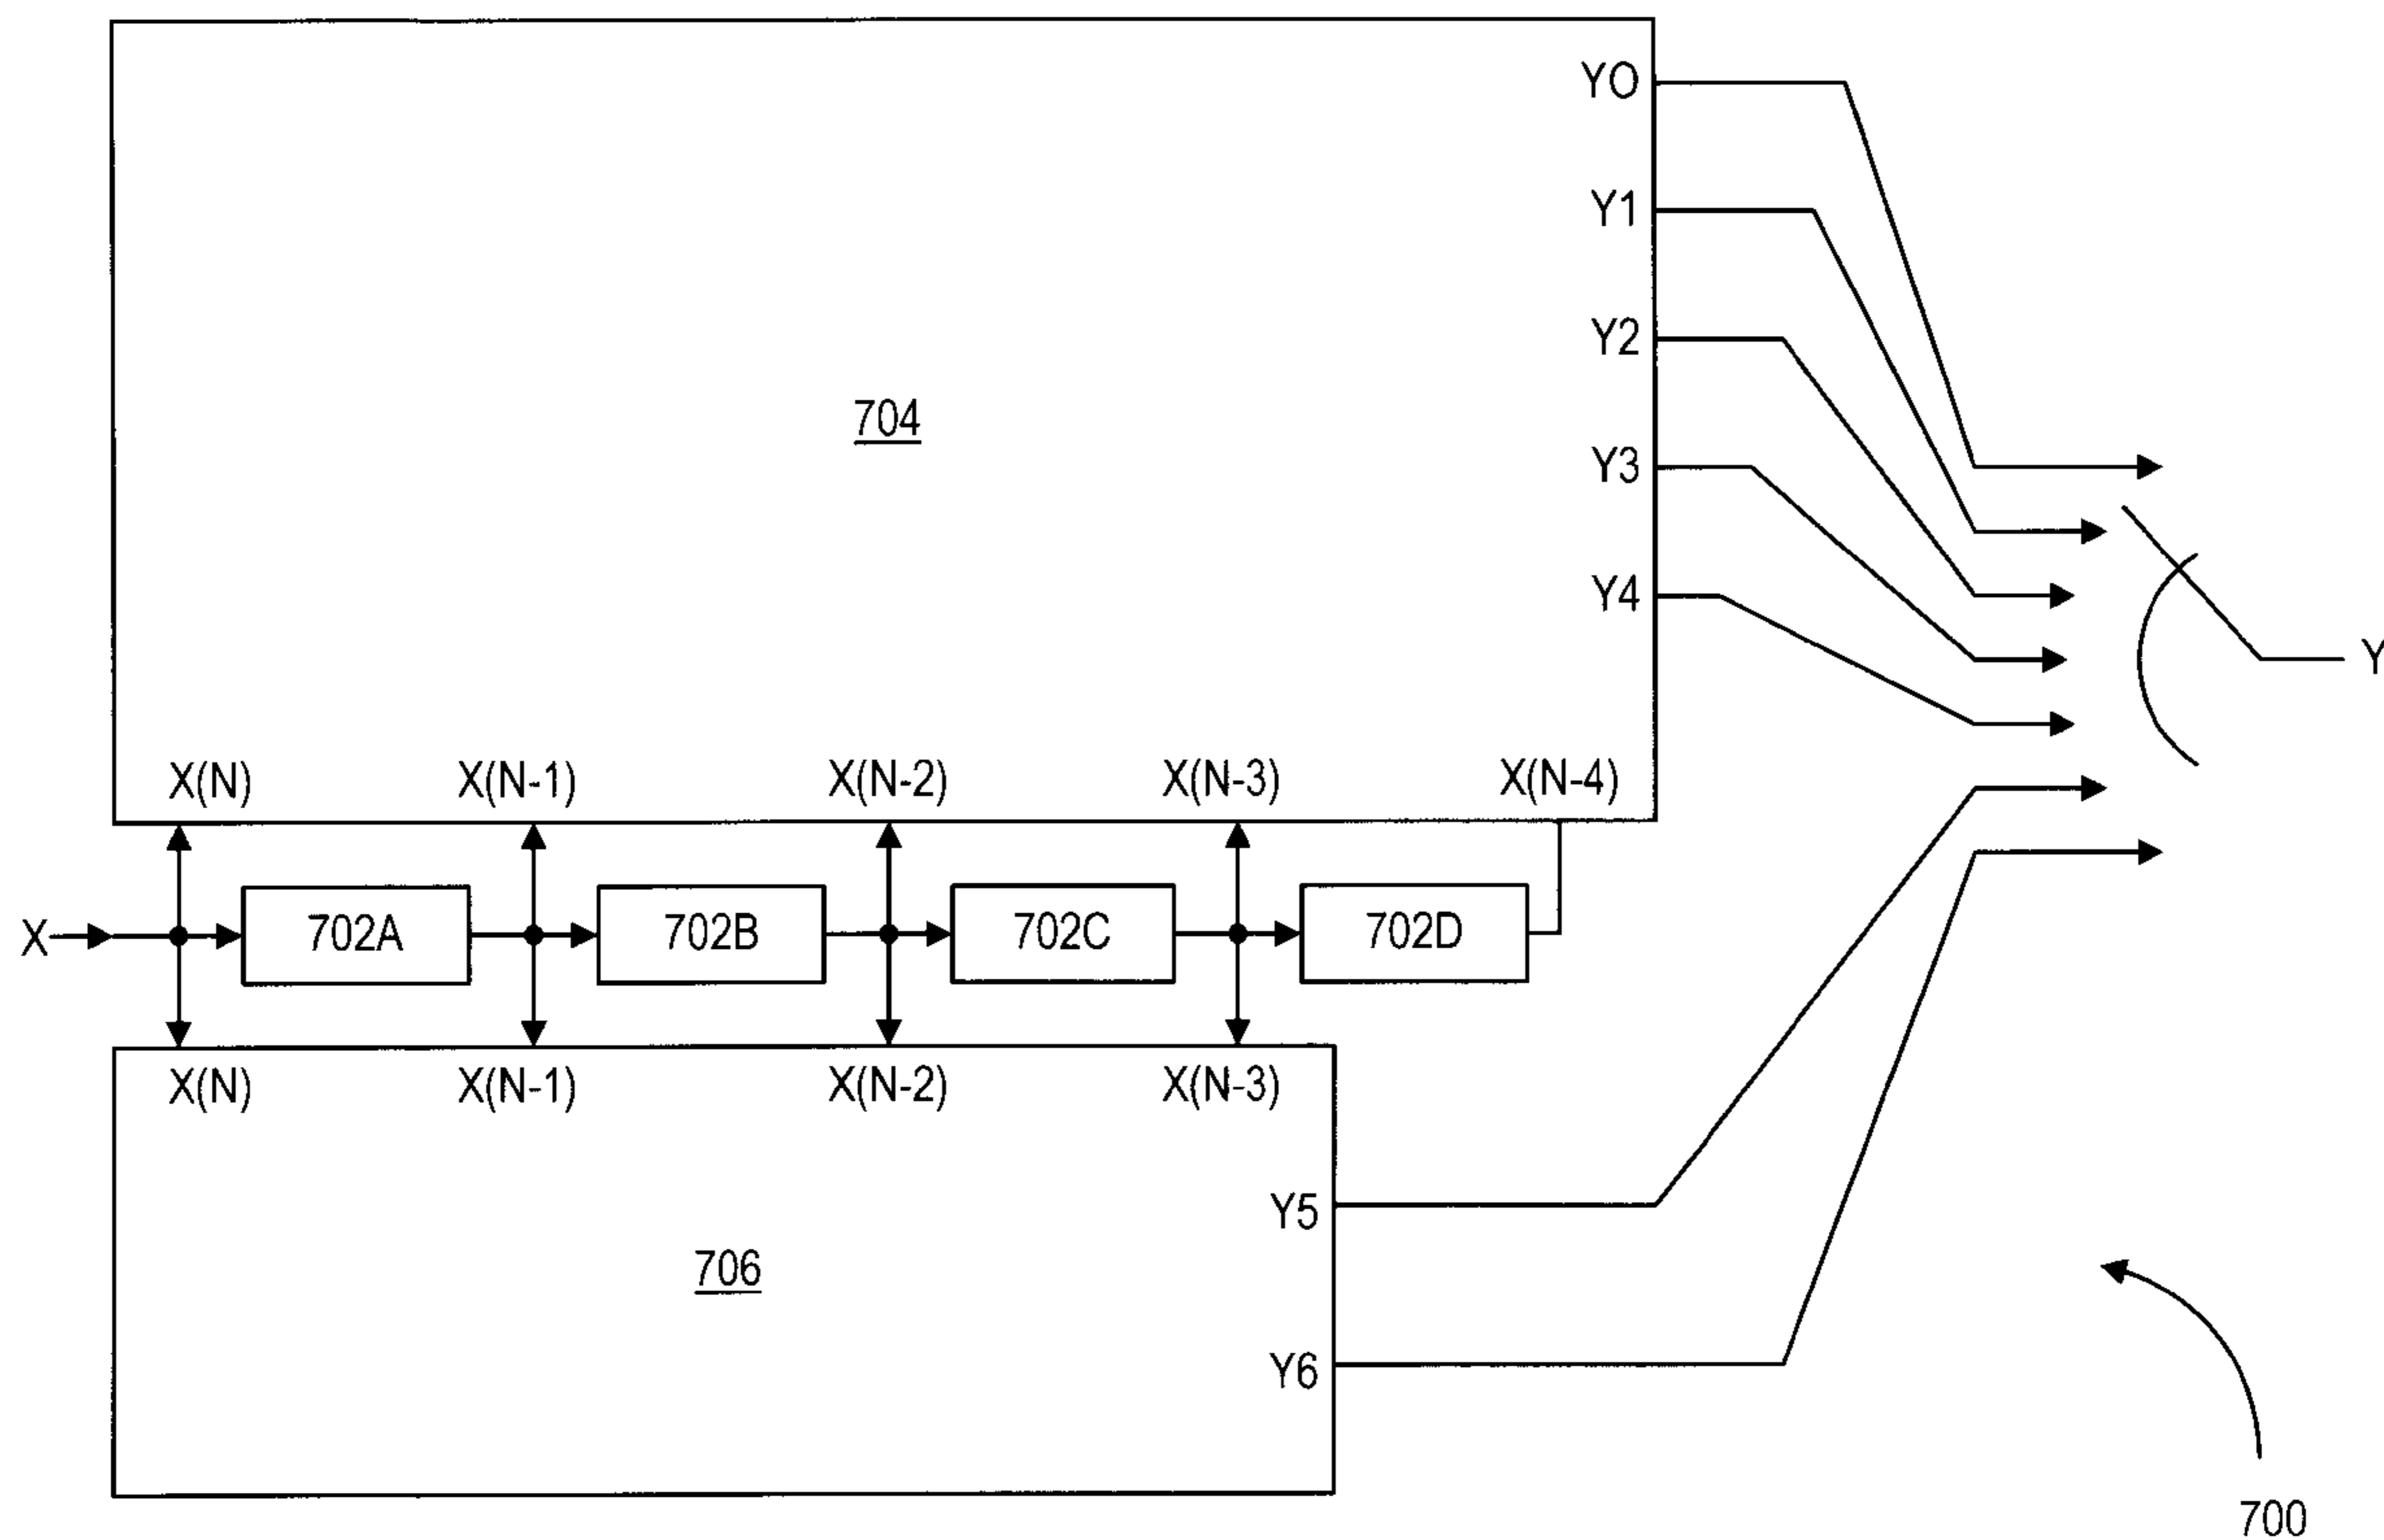 YO
Y1
Y2
704
Y3
Y4
Y
X(N) X(N-1) X(N-2) X(N-3) X(N-4)
X 702A 702B 702C 702D
X(N) X(N-1) X(N-2) X(N-3)
Y5
706
Y6
700